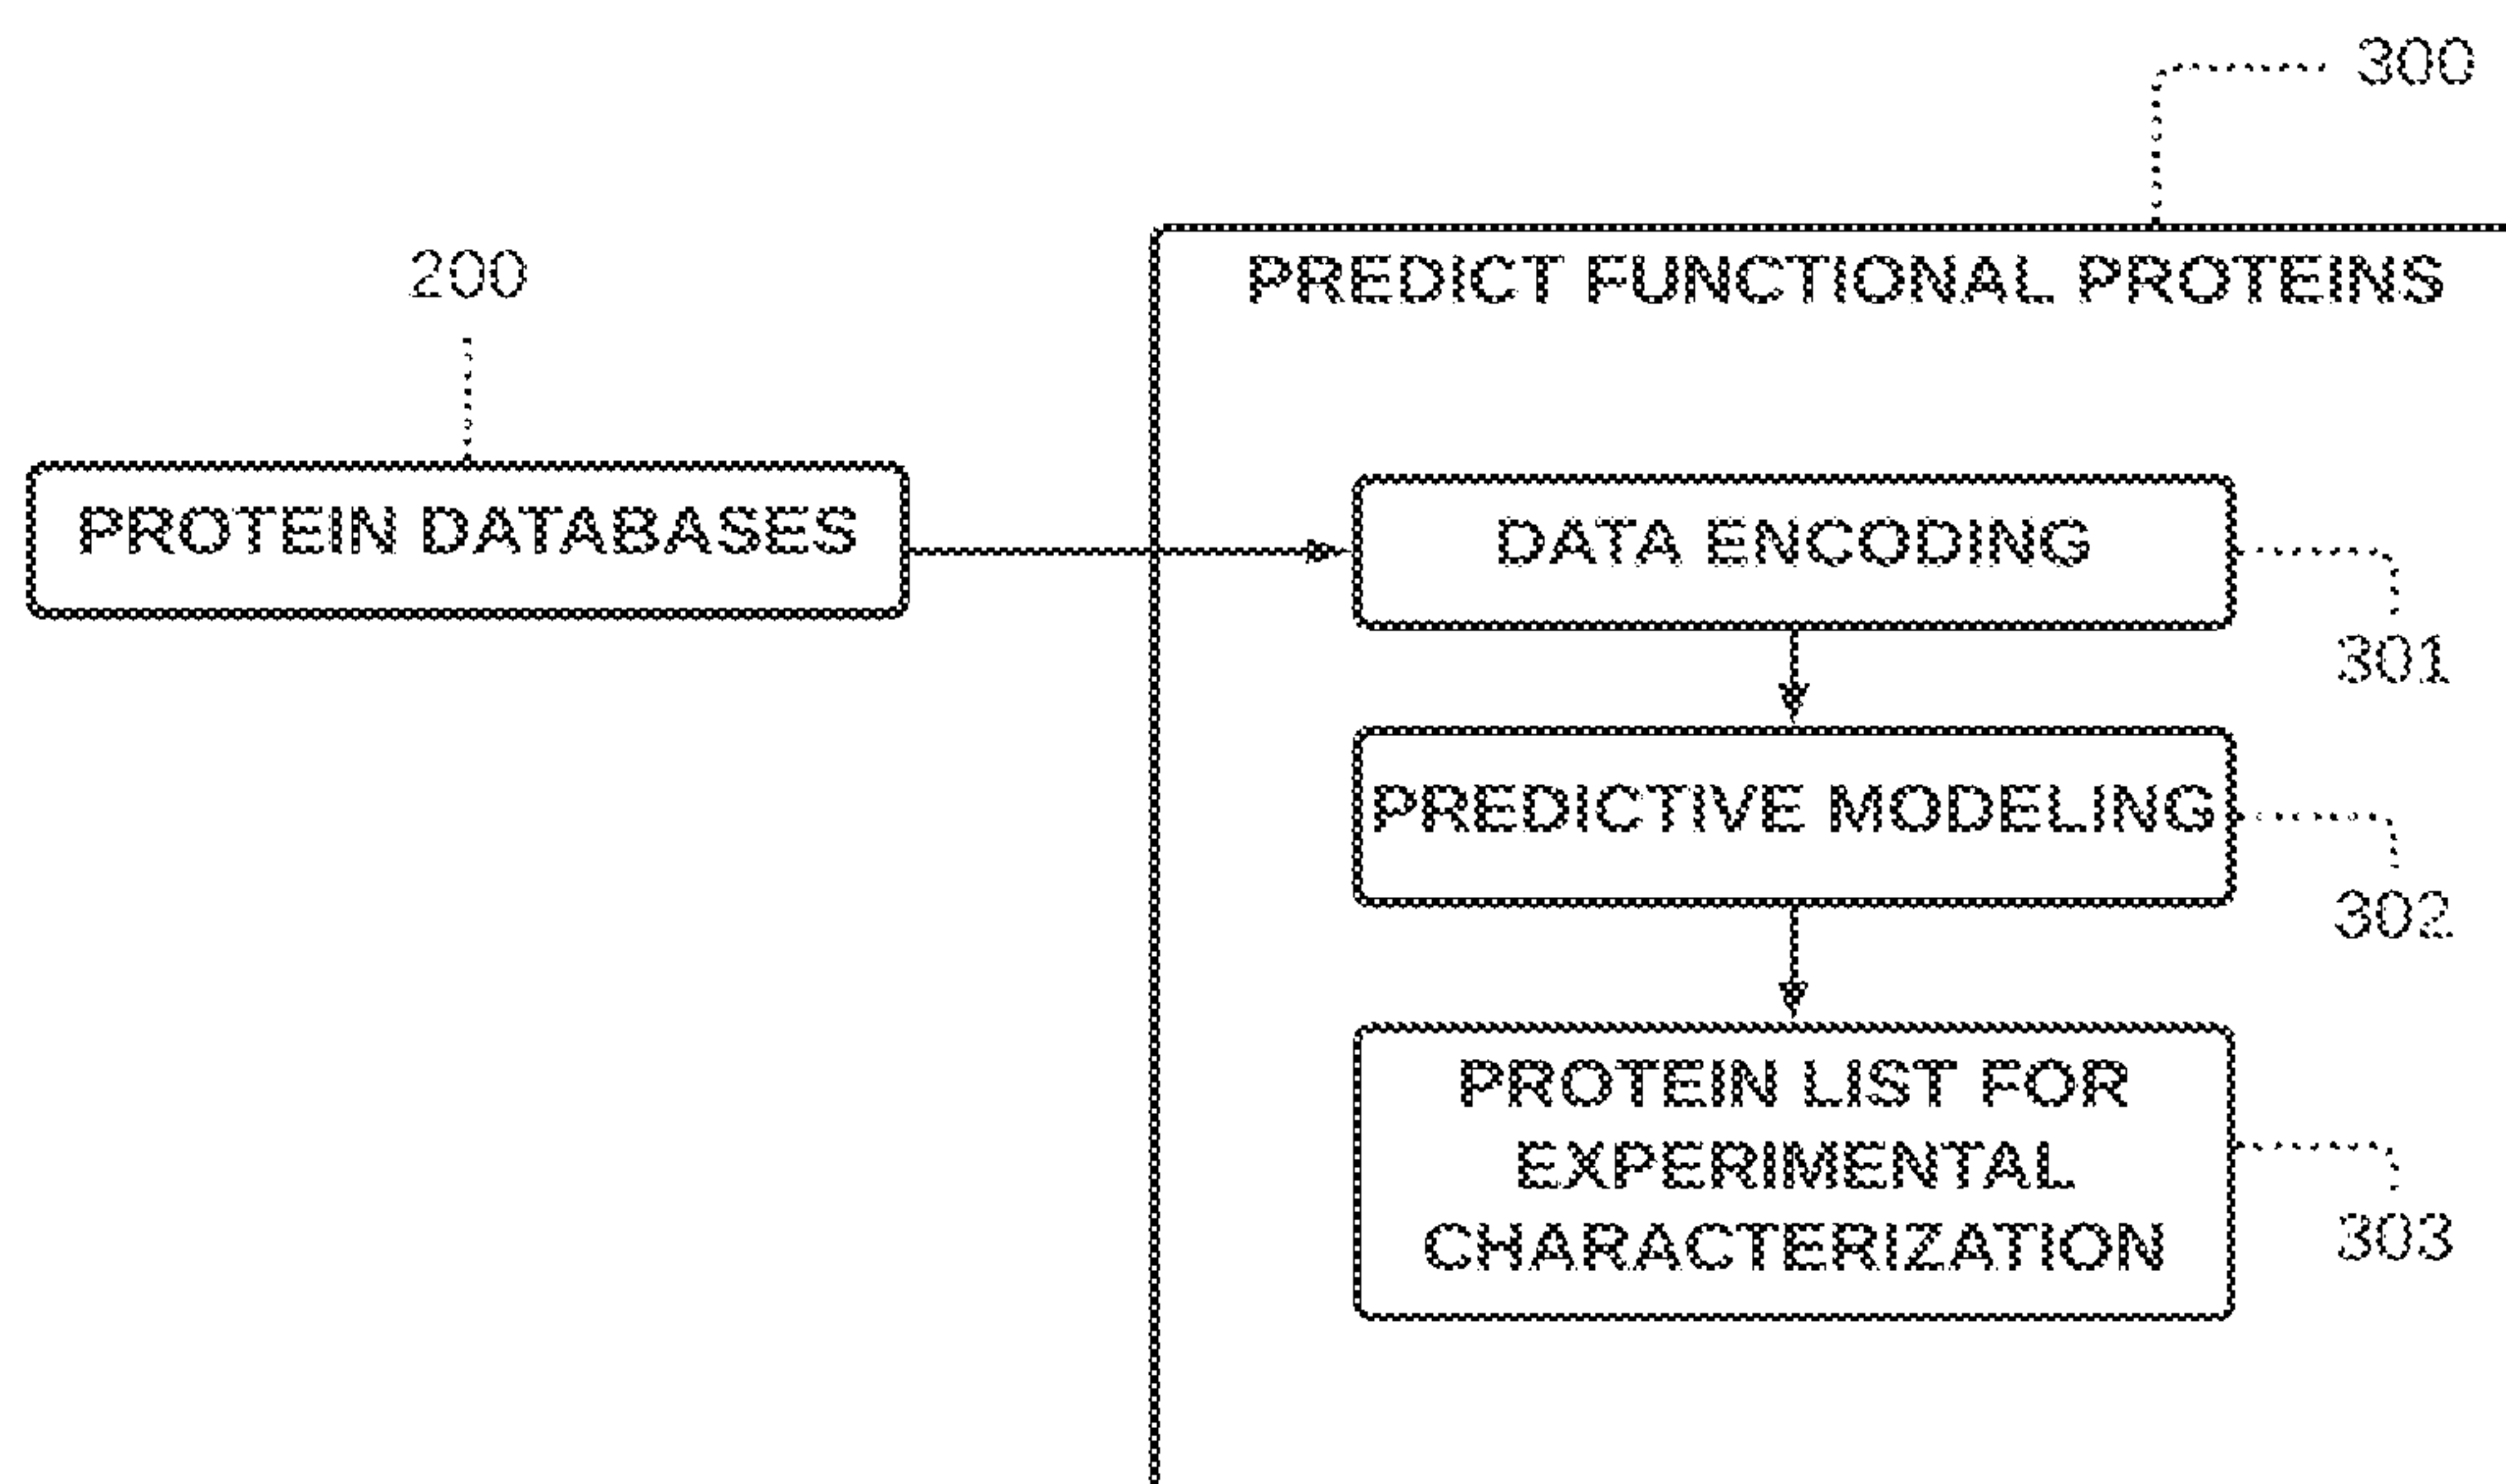 300
PREDICT FUNCTIONAL PROTEINS
200
PROTEIN DATABASES
DATA ENCODING
301
PREDICTIVE MODELING
302
PROTEIN LIST FOR
EXPERIMENTAL
CHARACTERIZATION
303